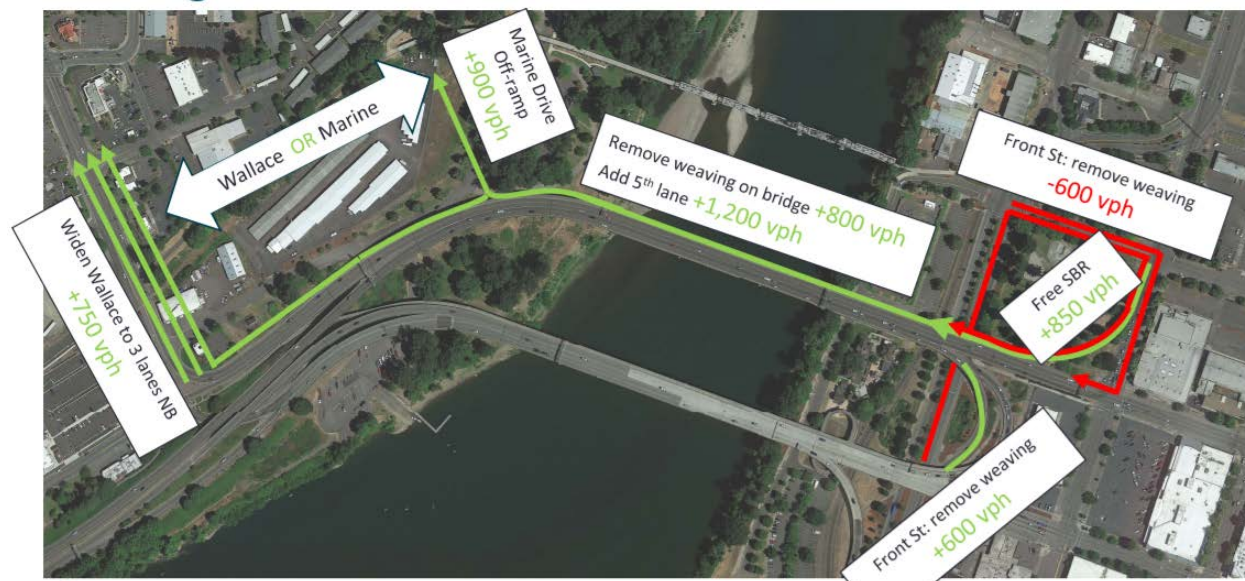 Marine Drive
Off-ramp
+900 vph
Wallace OR Marine
Widen Wallace to 3 lanes NB
+750 vph
Remove weaving on bridge +800 vph
Add 5th lane +1,200 vph
Front St: remove weaving
-600 vph
Free SBR
+850 vph
Front St: remove weaving
+600 vph